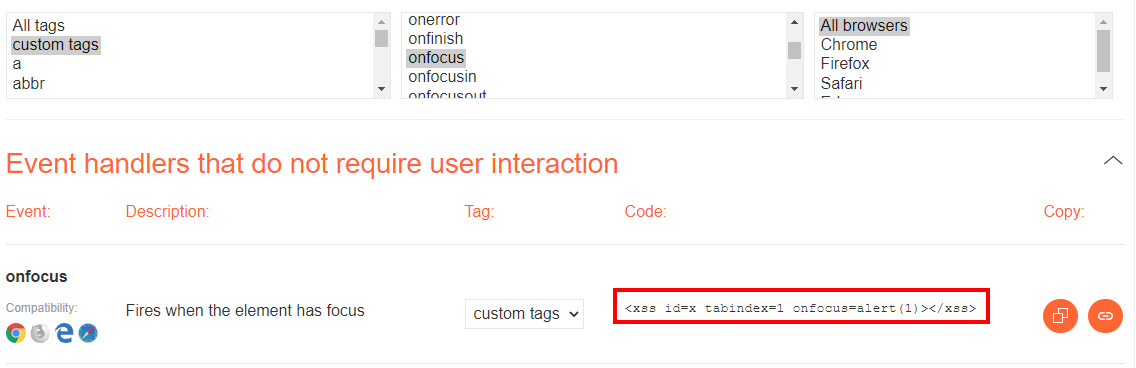 All tags
custom tags
a
abbr
onerror
onfinish
onfocus
onfocusin
onfocusout
All browsers
Chrome
Firefox
Safari
Event handlers that do not require user interaction
Event: Description: Tag: Code: Copy:
onfocus
Compatibility:
Fires when the element has focus
custom tags
<xss id=x tabindex=1 onfocus=alert(1)></xss>